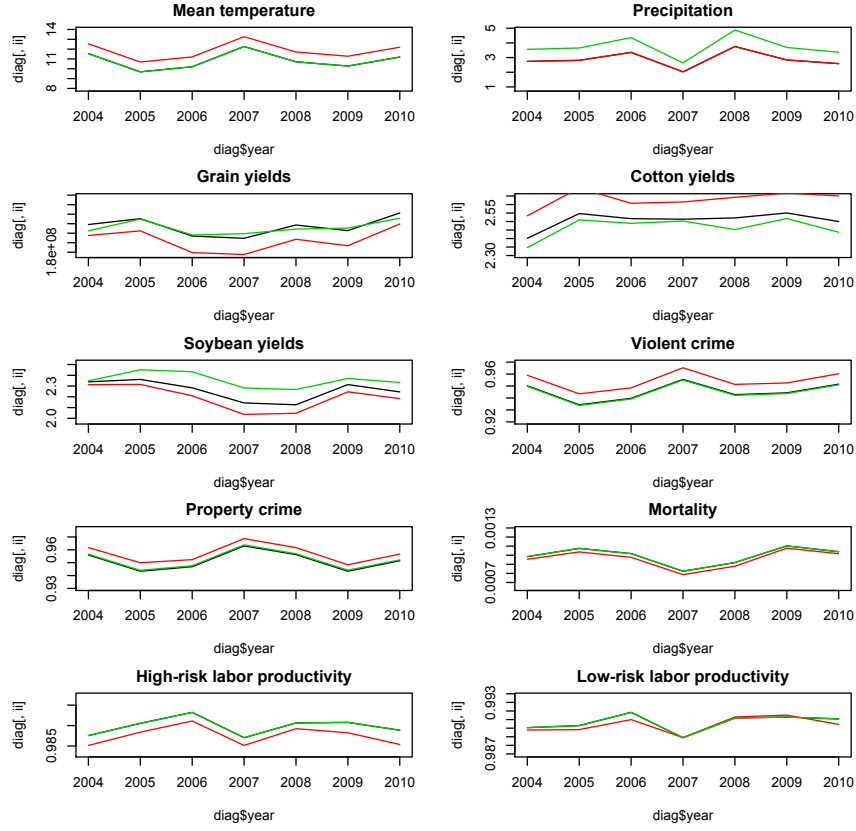 Mean temperature
diag[, ii]
8 11 14
2004 2005 2006 2007 2008 2009 2010
diag$year
Precipitation
diag[, ii]
1 3 5
2004 2005 2006 2007 2008 2009 2010
diag$year
Grain yields
diag[, ii]
1.8e+08
2004 2005 2006 2007 2008 2009 2010
diag$year
Cotton yields
diag[, ii]
2.30 2.55
2004 2005 2006 2007 2008 2009 2010
diag$year
Soybean yields
diag[, ii]
2.0 2.3
2004 2005 2006 2007 2008 2009 2010
diag$year
Violent crime
diag[, ii]
0.92 0.96
2004 2005 2006 2007 2008 2009 2010
diag$year
Property crime
diag[, ii]
0.93 0.96
2004 2005 2006 2007 2008 2009 2010
diag$year
Mortality
diag[, ii]
0.0007 0.0013
2004 2005 2006 2007 2008 2009 2010
diag$year
High-risk labor productivity
diag[, ii]
0.985
2004 2005 2006 2007 2008 2009 2010
diag$year
Low-risk labor productivity
diag[, ii]
0.987 0.993
2004 2005 2006 2007 2008 2009 2010
diag$year